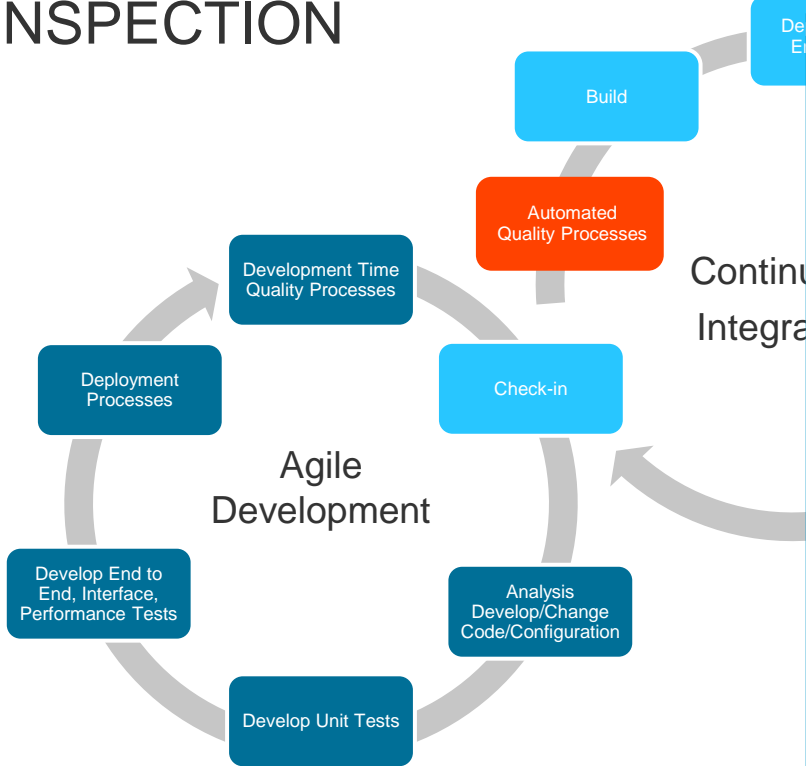 NSPECTION
Build
Automated
Quality Processes
Development Time
Quality Processes
Check-in
Deployment
Processes
Agile
Development
Develop End to
End, Interface,
Performance Tests
Analysis
Develop/Change
Code/Configuration
Develop Unit Tests